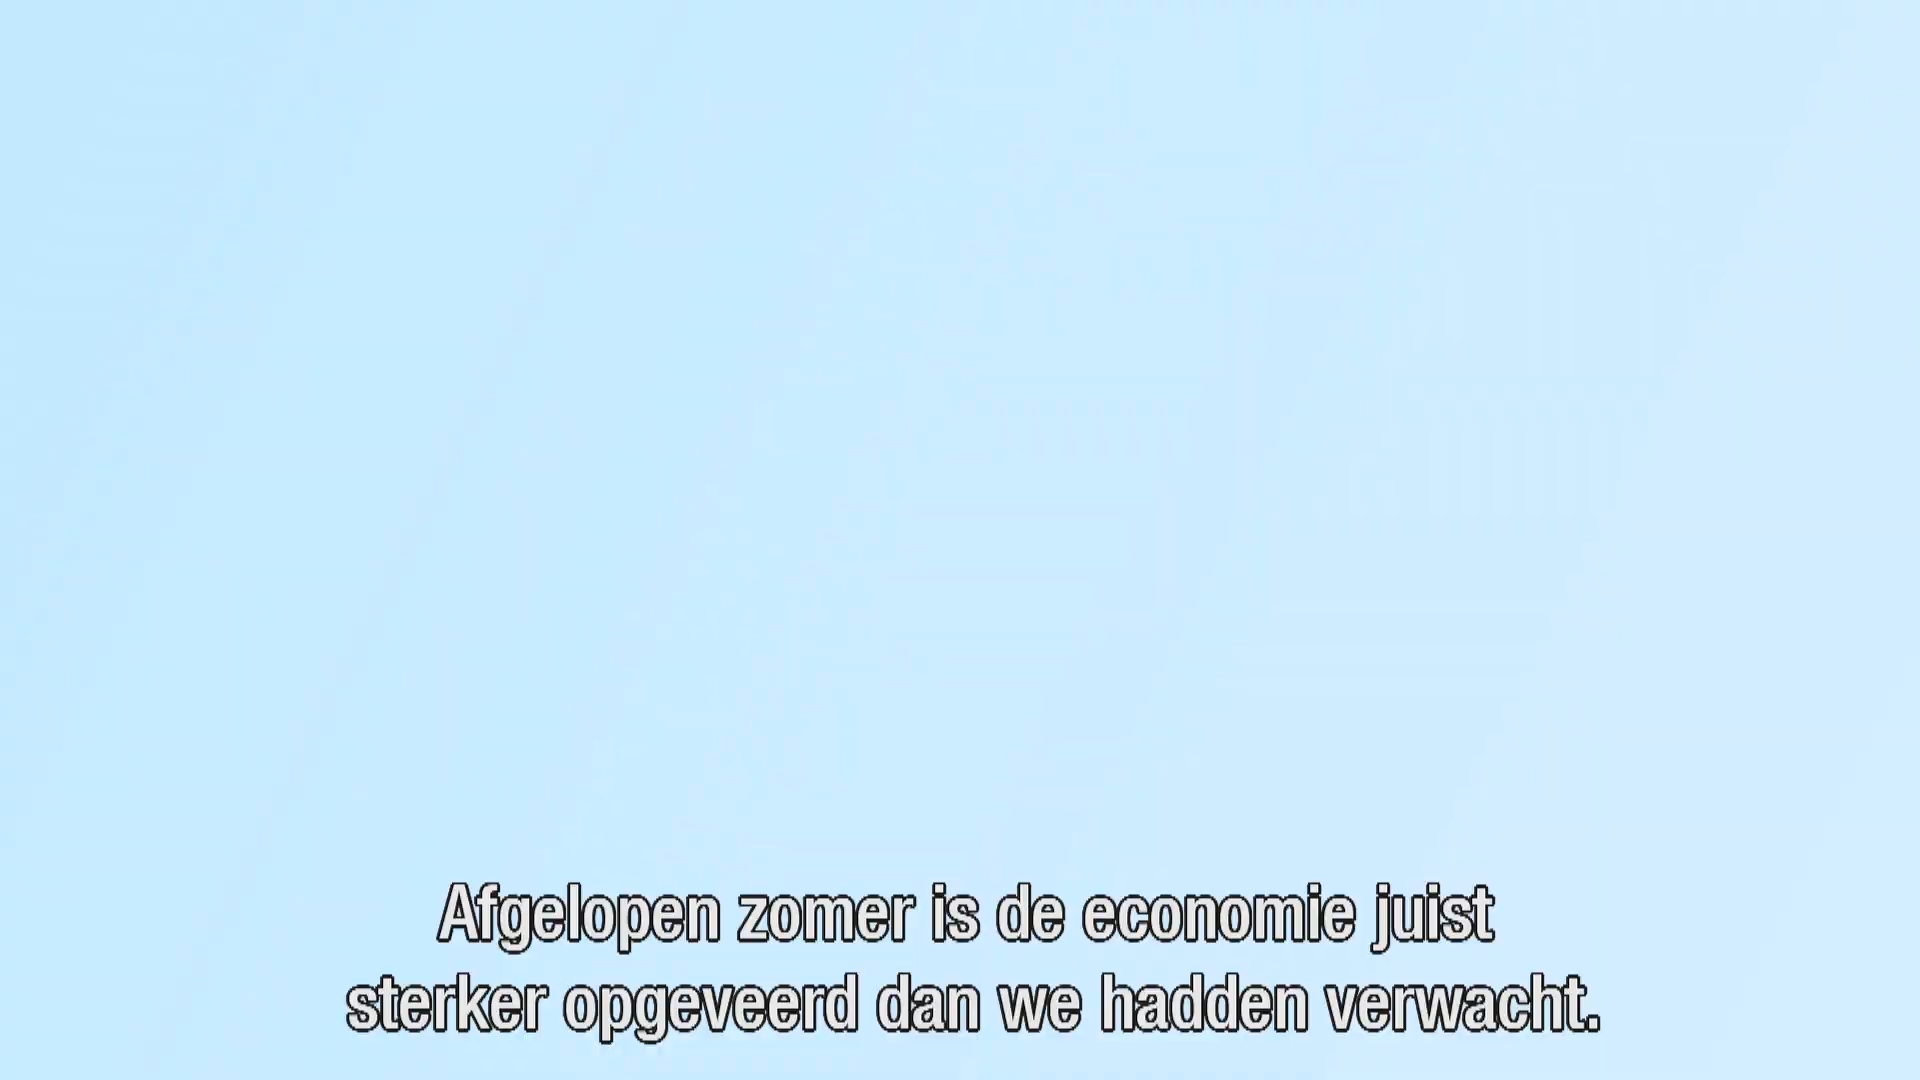 Afgelopen zomer is de economie juist
sterker opgeveerd dan we hadden verwacht.